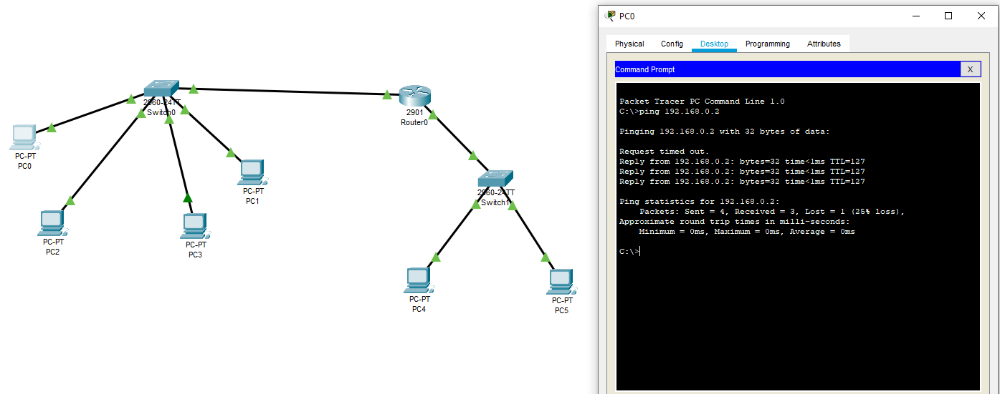 2960-24TT
Switch0
PC-PT
PC0
PC-PT
PC2
PC-PT
PC3
PC-PT
PC1
2901
Router0
2960-24TT
Switch1
PC-PT
PC4
PC-PT
PC5
PC0
Physical Config Desktop Programming Attributes
Command Prompt X
Packet Tracer PC Command Line 1.0
C:\>ping 192.168.0.2
Pinging 192.168.0.2 with 32 bytes of data:
Request timed out.
Reply from 192.168.0.2: bytes=32 time<1ms TTL=127
Reply from 192.168.0.2: bytes=32 time<1ms TTL=127
Reply from 192.168.0.2: bytes=32 time<1ms TTL=127
Ping statistics for 192.168.0.2:
Packets: Sent = 4, Received = 3, Lost = 1 (25% loss),
Approximate round trip times in milli-seconds:
Minimum = 0ms, Maximum = 0ms, Average = 0ms
C:\>